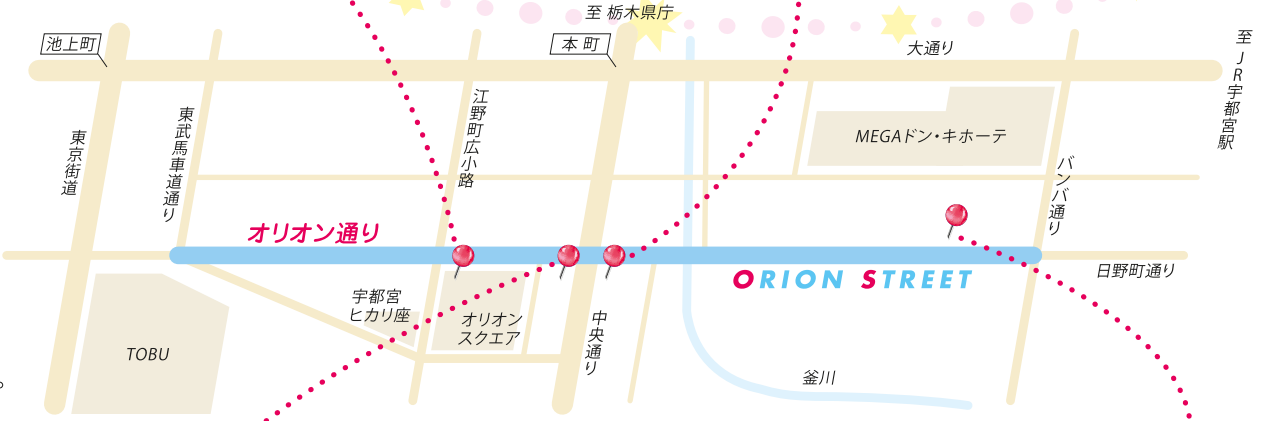 至 栃木県庁
池上町
本 町
大通り
至JR宇都宮駅
東京街道
東武馬車道通り
江野町広小路
MEGAドン・キホーテ
バンバ通り
オリオン通り
日野町通り
ORION STREET
宇都宮
ヒカリ座
オリオン
スクエア
中央通り
TOBU
釜川
。